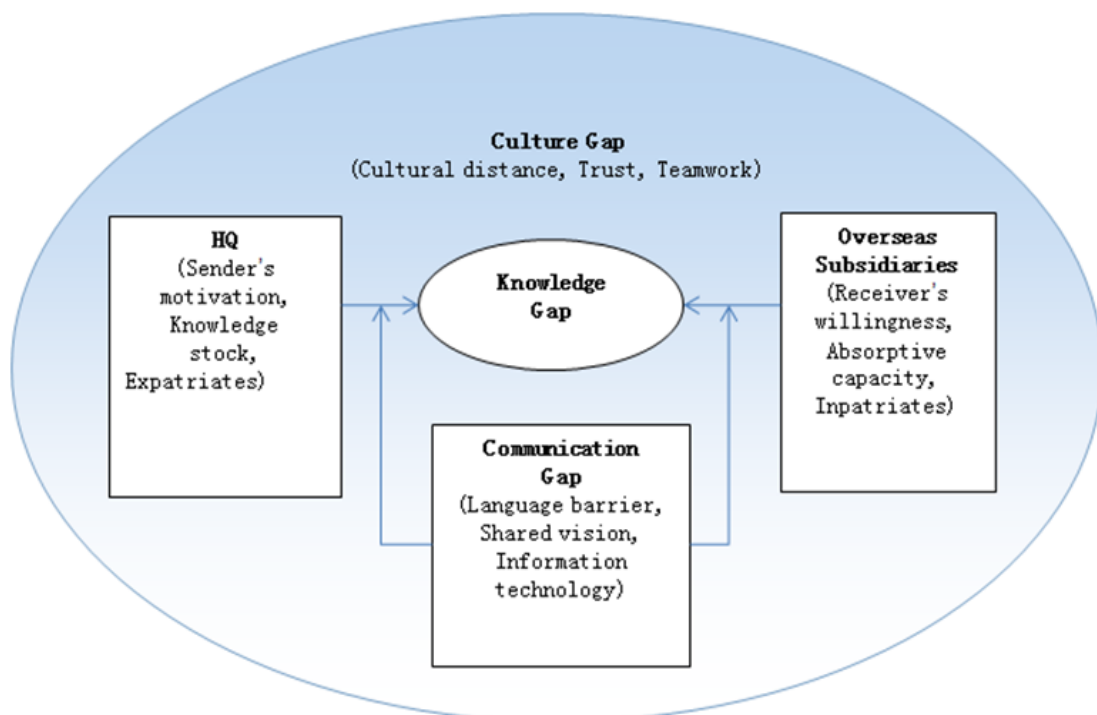 Culture Gap
(Cultural distance, Trust, Teamwork)
HQ
(Sender's
motivation,
Knowledge
stock,
Expatriates)
Knowledge
Gap
Overseas
Subsidiaries
(Receiver's
willingness,
Absorptive
capacity,
Inpatriates)
Communication
Gap
(Language barrier,
Shared vision,
Information
technology)